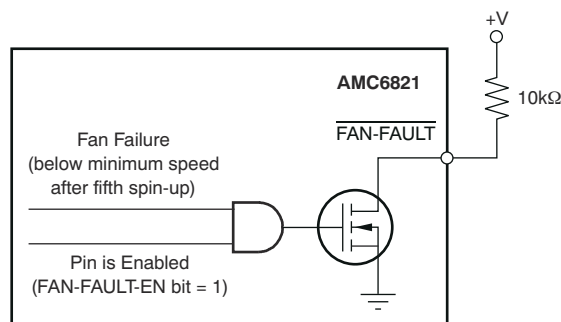 +V
AMC6821
10kΩ
FAN-FAULT
Fan Failure
(below minimum speed
after fifth spin-up)
Pin is Enabled
(FAN-FAULT-EN bit = 1)